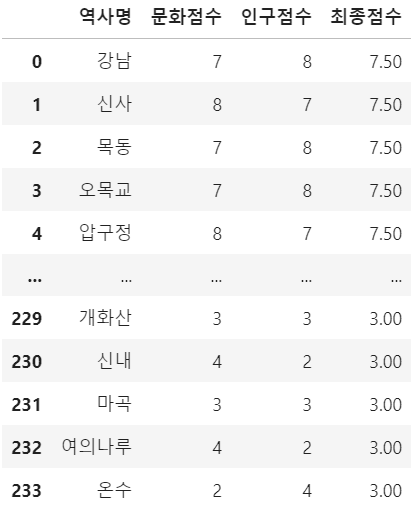 역사명 문화점수 인구점수 최종점수
0 강남 7 8 7.50
1 신사 8 7 7.50
2 목동 7 8 7.50
3 오목교 7 8 7.50
4 압구정 8 7 7.50
... ... ... ... ...
229 개화산 3 3 3.00
230 신내 4 2 3.00
231 마곡 3 3 3.00
232 여의나루 4 2 3.00
233 온수 2 4 3.00